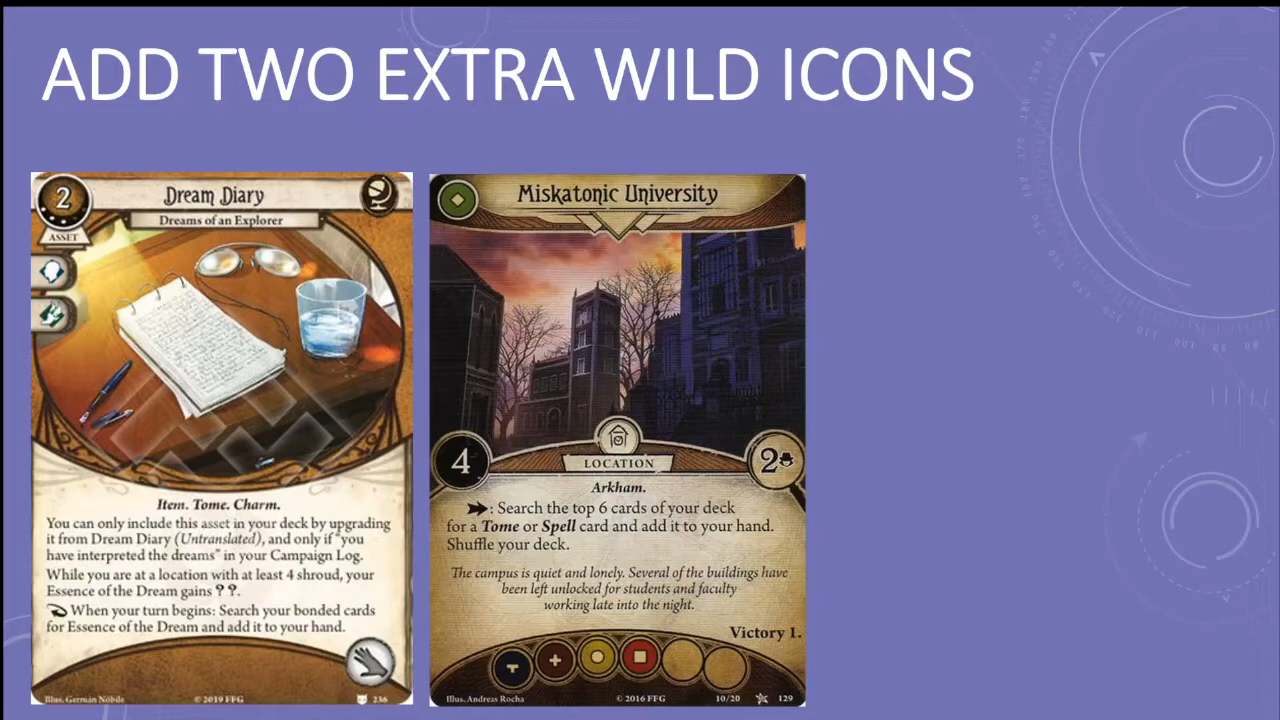 ADD TWO EXTRA WILD ICONS
2
Dream Diary
Dreams of an Explorer
ASSET
Item. Tome. Charm.
You can only include this asset in your deck by upgrading
it from Dream Diary (Untranslated), and only if "you
have interpreted the dreams" in your Campaign Log.
While you are at a location with at least 4 shroud, your
Essence of the Dream gains ? ?.
When your turn begins: Search your bonded cards
for Essence of the Dream and add it to your hand.
Illus. Germán Nóbile
© 2019 FFG
236
Miskatonic University
4
LOCATION
2
Arkham.
: Search the top 6 cards of your deck
for a Tome or Spell card and add it to your hand.
Shuffle your deck.
The campus is quiet and lonely. Several of the buildings have
been left unlocked for students and faculty
working late into the night.
Victory 1.
Illus. Andreas Rocha
© 2016 FFG
10/20
129